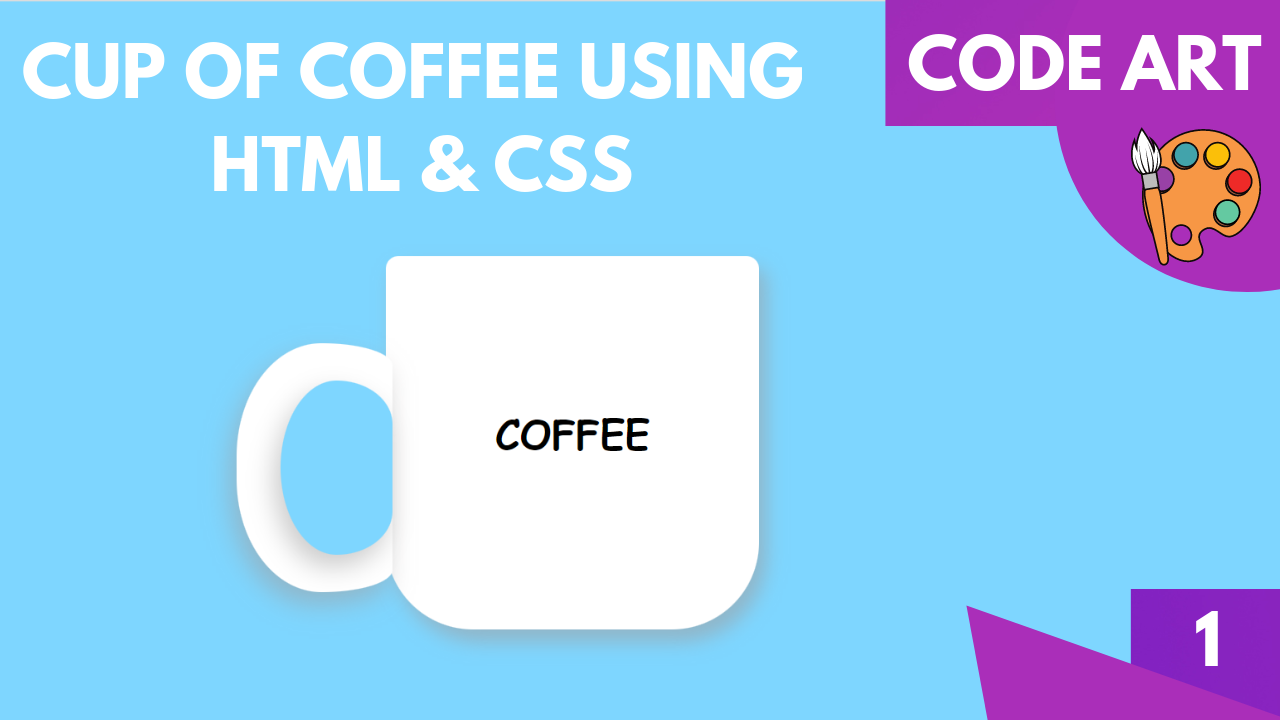 CUP OF COFFEE USING
HTML & CSS
CODE ART
COFFEE
1